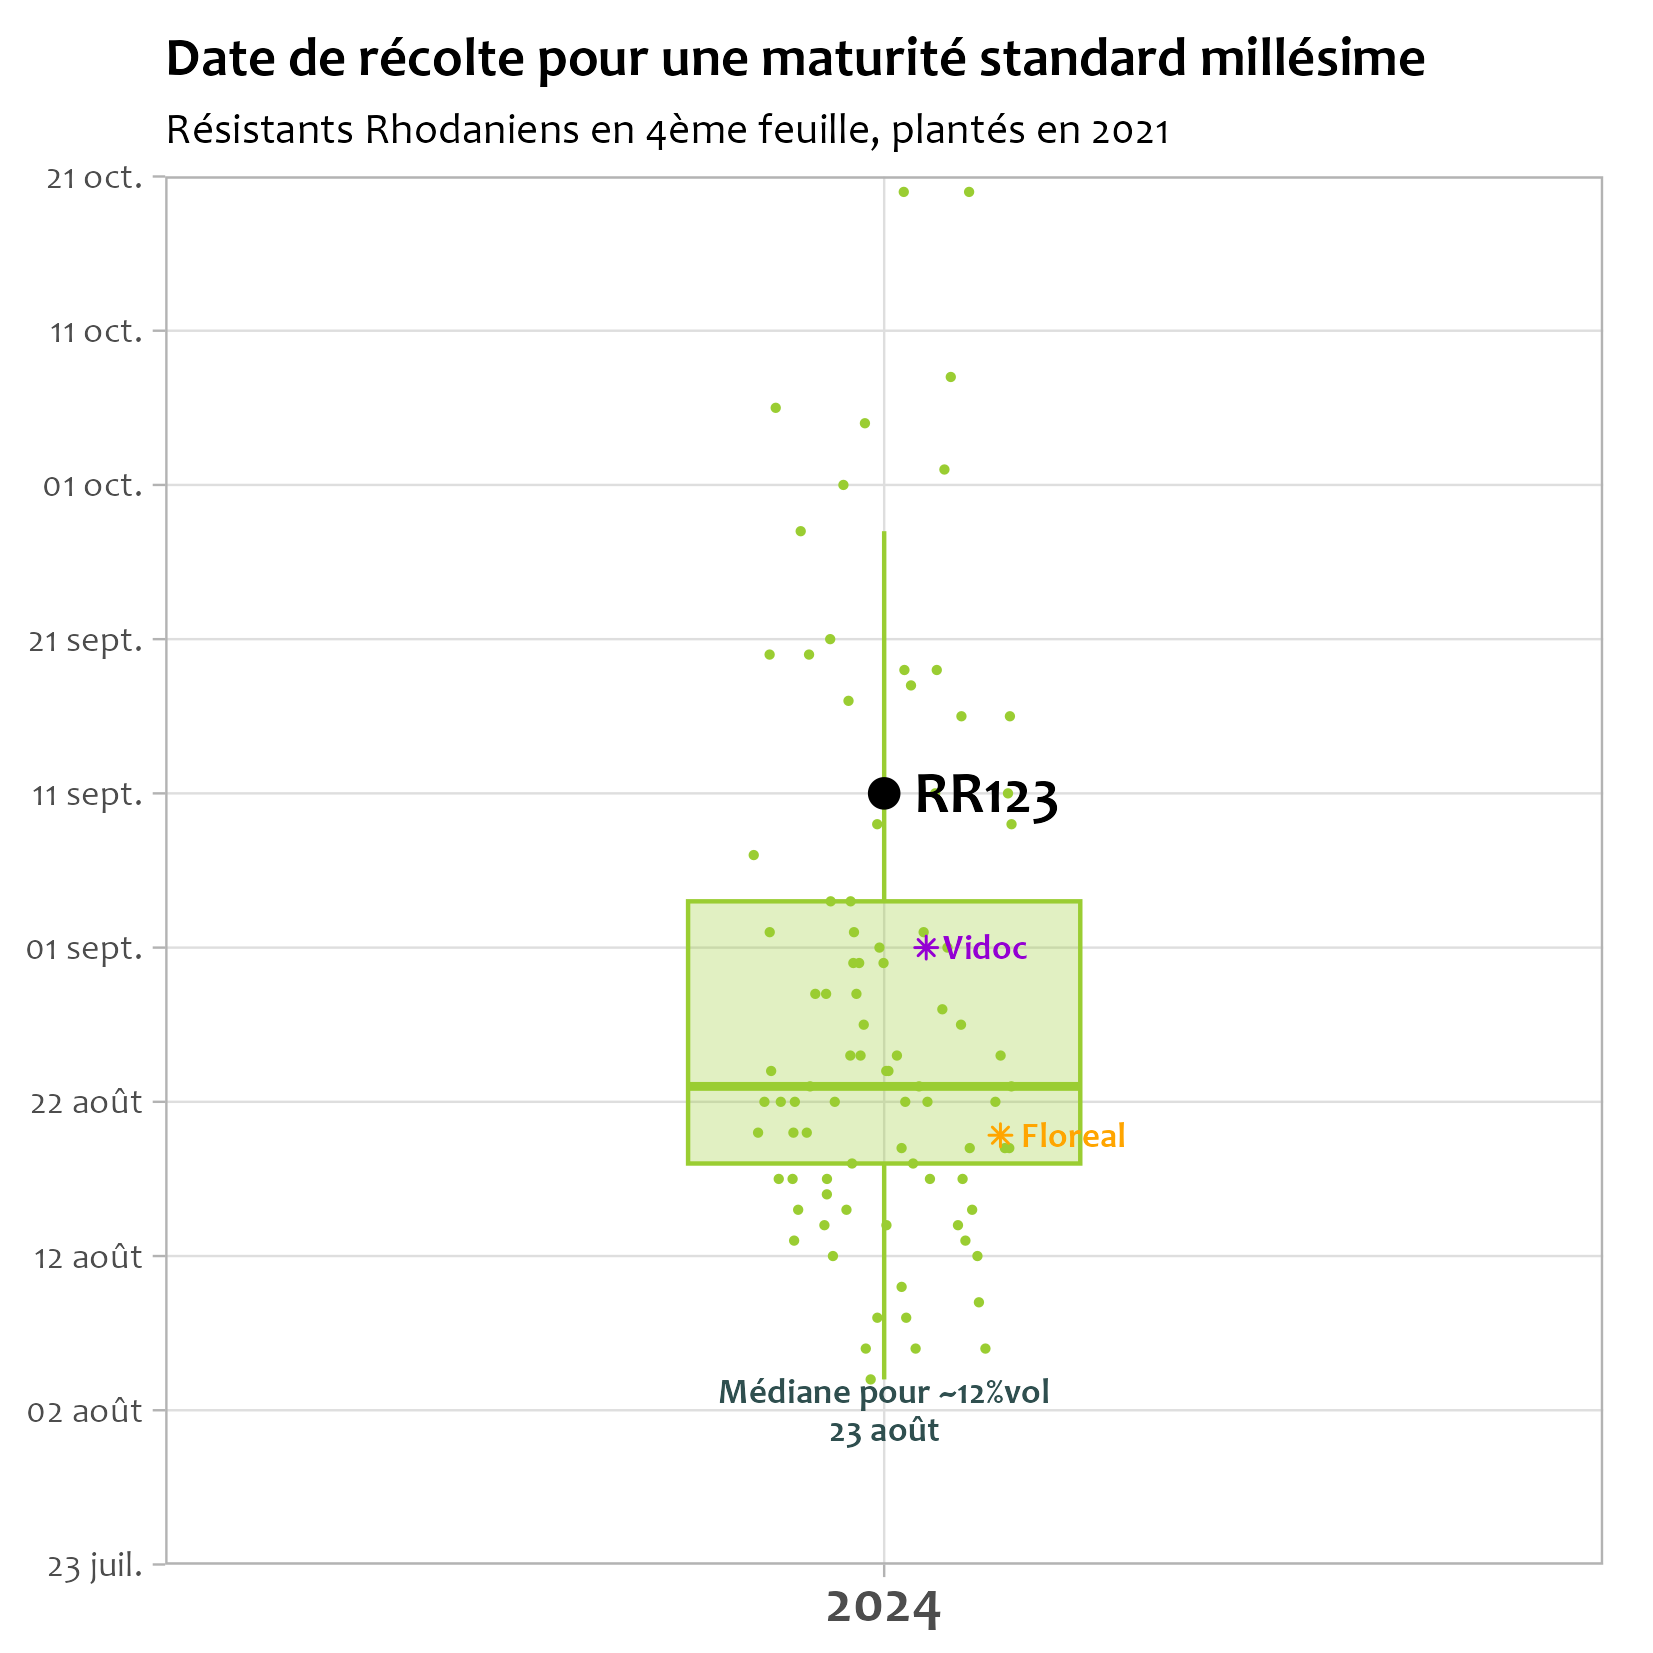 Date de récolte pour une maturité standard millésime
Résistants Rhodaniens en 4ème feuille, plantés en 2021
21 oct.
11 oct.
01 oct.
21 sept.
11 sept.
RR123
01 sept.
Vidoc
22 août
Floreal
12 août
Médiane pour ~12%vol
02 août
23 août
23 juil.
2024